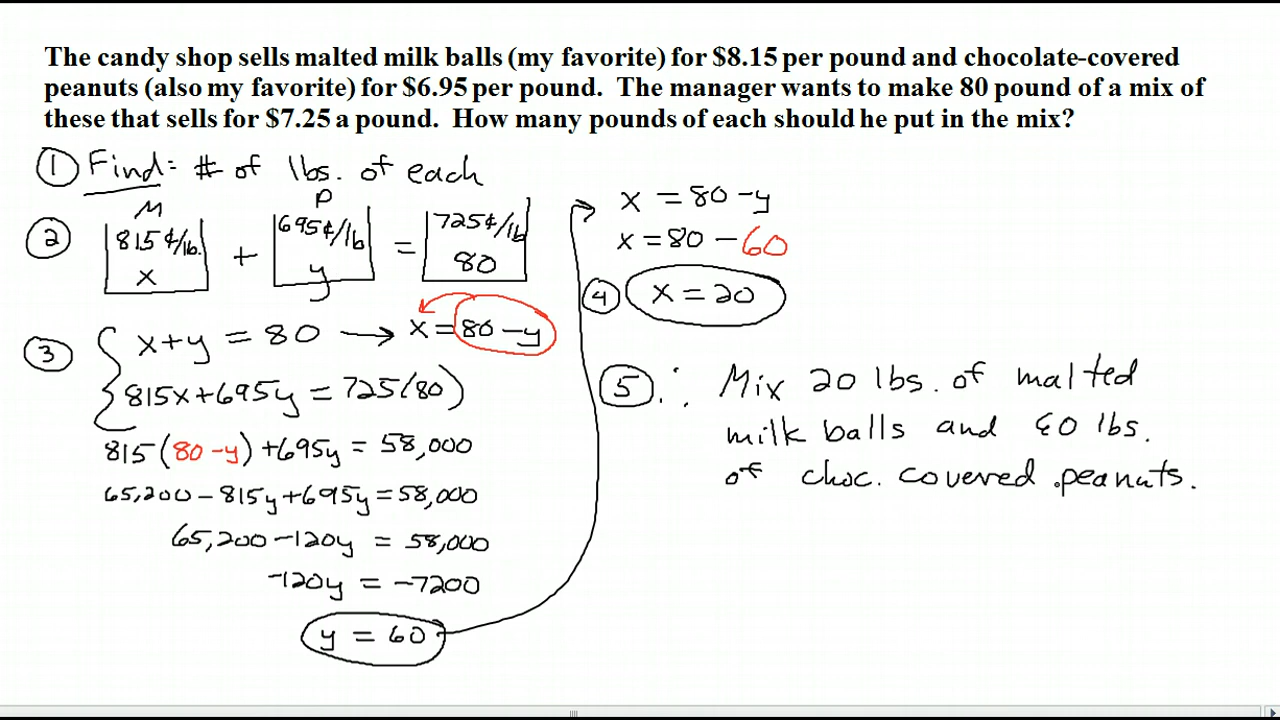 The candy shop sells malted milk balls (my favorite) for $8.15 per pound and chocolate-covered
peanuts (also my favorite) for $6.95 per pound. The manager wants to make 80 pound of a mix of
these that sells for $7.25 a pound. How many pounds of each should he put in the mix?
① Find: # of lbs. of each
M P
② 815¢/lb. + 695¢/lb = 725¢/lb
x y 80
③ x+y = 80 → x = 80 - y
815x+695y = 725(80)
815(80-y)+695y = 58,000
65,200-815y+695y=58,000
65,200-120y = 58,000
-120y = -7200
y = 60
x = 80-y
x = 80 - 60
④ x = 20
⑤ ∴ Mix 20 lbs. of malted
milk balls and 60 lbs.
of choc. covered peanuts.